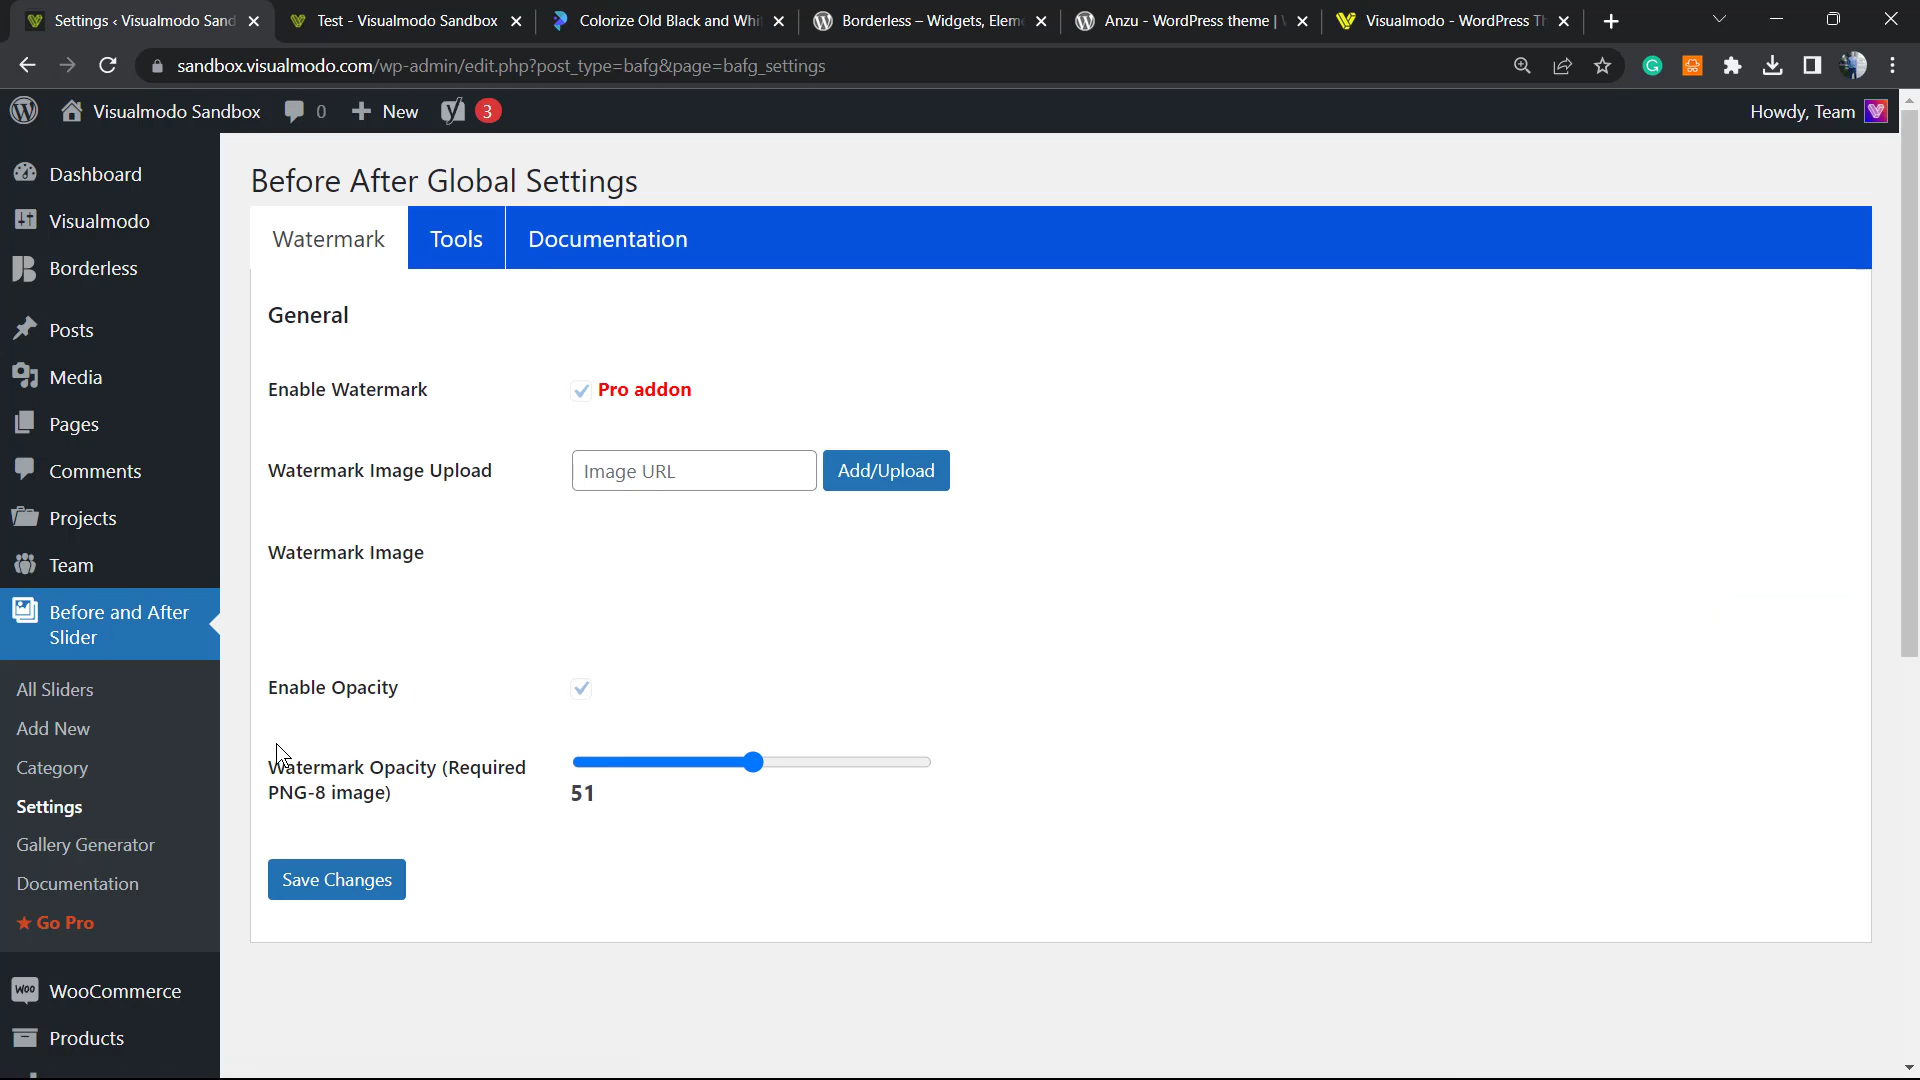 Settings ‹ Visualmodo Sand
Test - Visualmodo Sandbox
Colorize Old Black and Whi
Borderless – Widgets, Elem
Anzu - WordPress theme |
Visualmodo - WordPress Th
sandbox.visualmodo.com/wp-admin/edit.php?post_type=bafg&page=bafg_settings
Visualmodo Sandbox
0
New
3
Howdy, Team
Dashboard
Visualmodo
Borderless
Posts
Media
Pages
Comments
Projects
Team
Before and After
Slider
All Sliders
Add New
Category
Settings
Gallery Generator
Documentation
★ Go Pro
WooCommerce
Products
Before After Global Settings
Watermark
Tools
Documentation
General
Enable Watermark
Pro addon
Watermark Image Upload
Image URL
Add/Upload
Watermark Image
Enable Opacity
Watermark Opacity (Required
PNG-8 image)
51
Save Changes